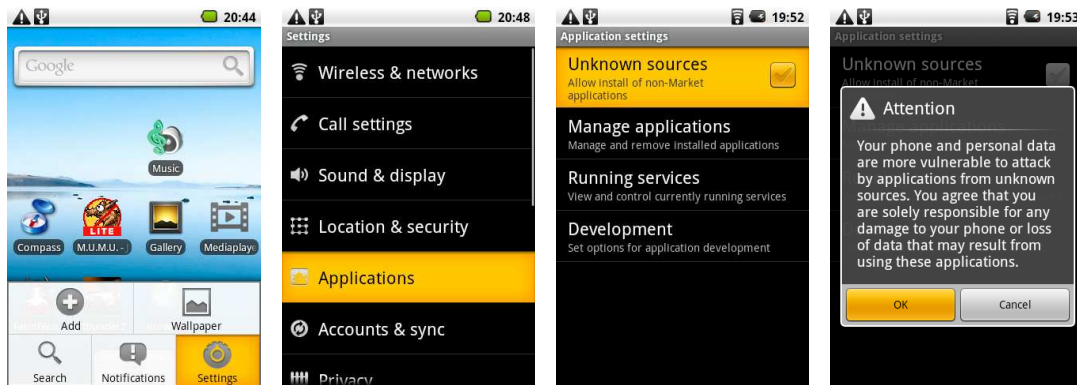 20:44
Google
Music
Compass
M.U.M.U. -
LITE
Gallery
Mediaplaye
Add
Wallpaper
Search
Notifications
Settings
20:48
Settings
Wireless & networks
Call settings
Sound & display
Location & security
Applications
Accounts & sync
Privacy
19:52
Application settings
Unknown sources
Allow install of non-Market
applications
Manage applications
Manage and remove installed applications
Running services
View and control currently running services
Development
Set options for application development
19:53
Application settings
Unknown sources
Allow install of non-Market
Attention
Your phone and personal data
are more vulnerable to attack
by applications from unknown
sources. You agree that you
are solely responsible for any
damage to your phone or loss
of data that may result from
using these applications.
OK
Cancel